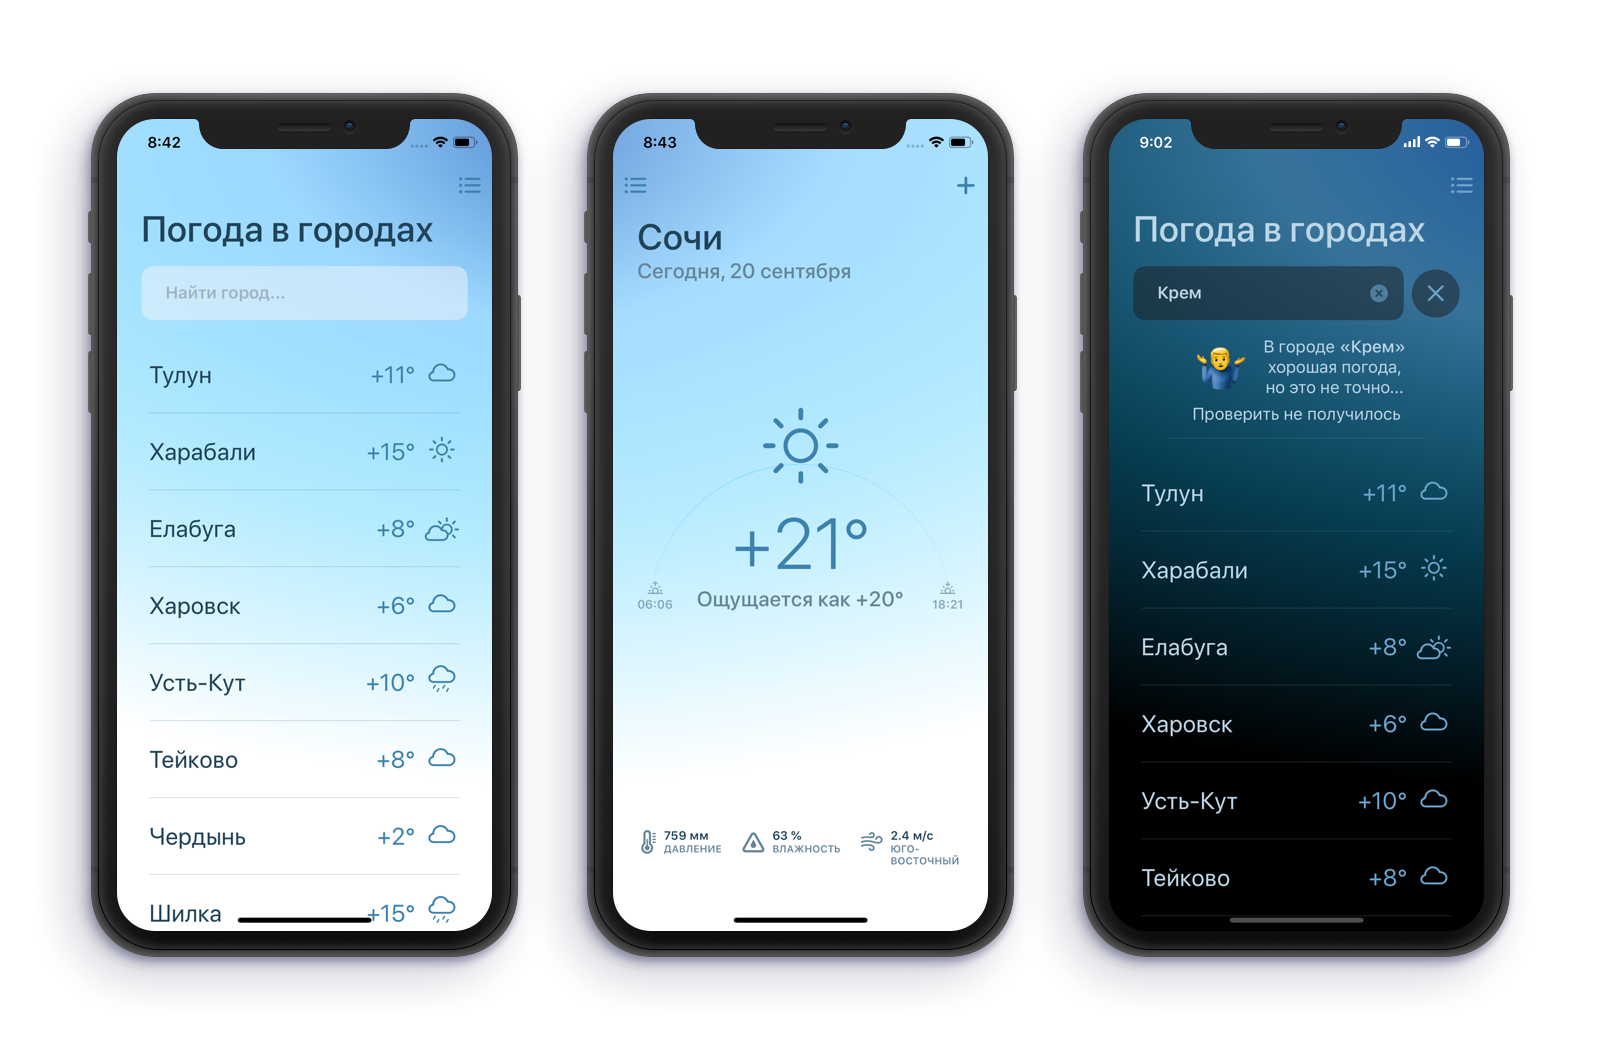 8:42
Погода в городах
Найти город...
Тулун +11°
Харабали +15°
Елабуга +8°
Харовск +6°
Усть-Кут +10°
Тейково +8°
Чердынь +2°
Шилка +15°
8:43
Сочи
Сегодня, 20 сентября
+21°
Ощущается как +20°
06:06
18:21
759 мм
ДАВЛЕНИЕ
63 %
ВЛАЖНОСТЬ
2.4 м/с
ЮГО-
ВОСТОЧНЫЙ
9:02
Погода в городах
Крем
В городе «Крем»
хорошая погода,
но это не точно...
Проверить не получилось
Тулун +11°
Харабали +15°
Елабуга +8°
Харовск +6°
Усть-Кут +10°
Тейково +8°